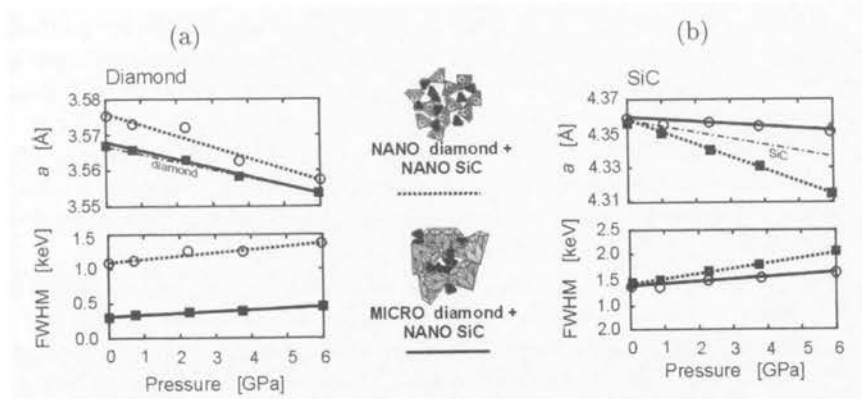 (a)
Diamond
3.58
3.57
3.56
3.55
a [Å]
diamond
1.5
1.0
0.5
0.0
FWHM [keV]
0 1 2 3 4 5 6
Pressure [GPa]
NANO diamond +
NANO SiC
MICRO diamond +
NANO SiC
(b)
SiC
4.37
4.35
4.33
4.31
a [Å]
SiC
2.5
2.0
1.5
1.0
2.0
FWHM [keV]
0 1 2 3 4 5 6
Pressure [GPa]